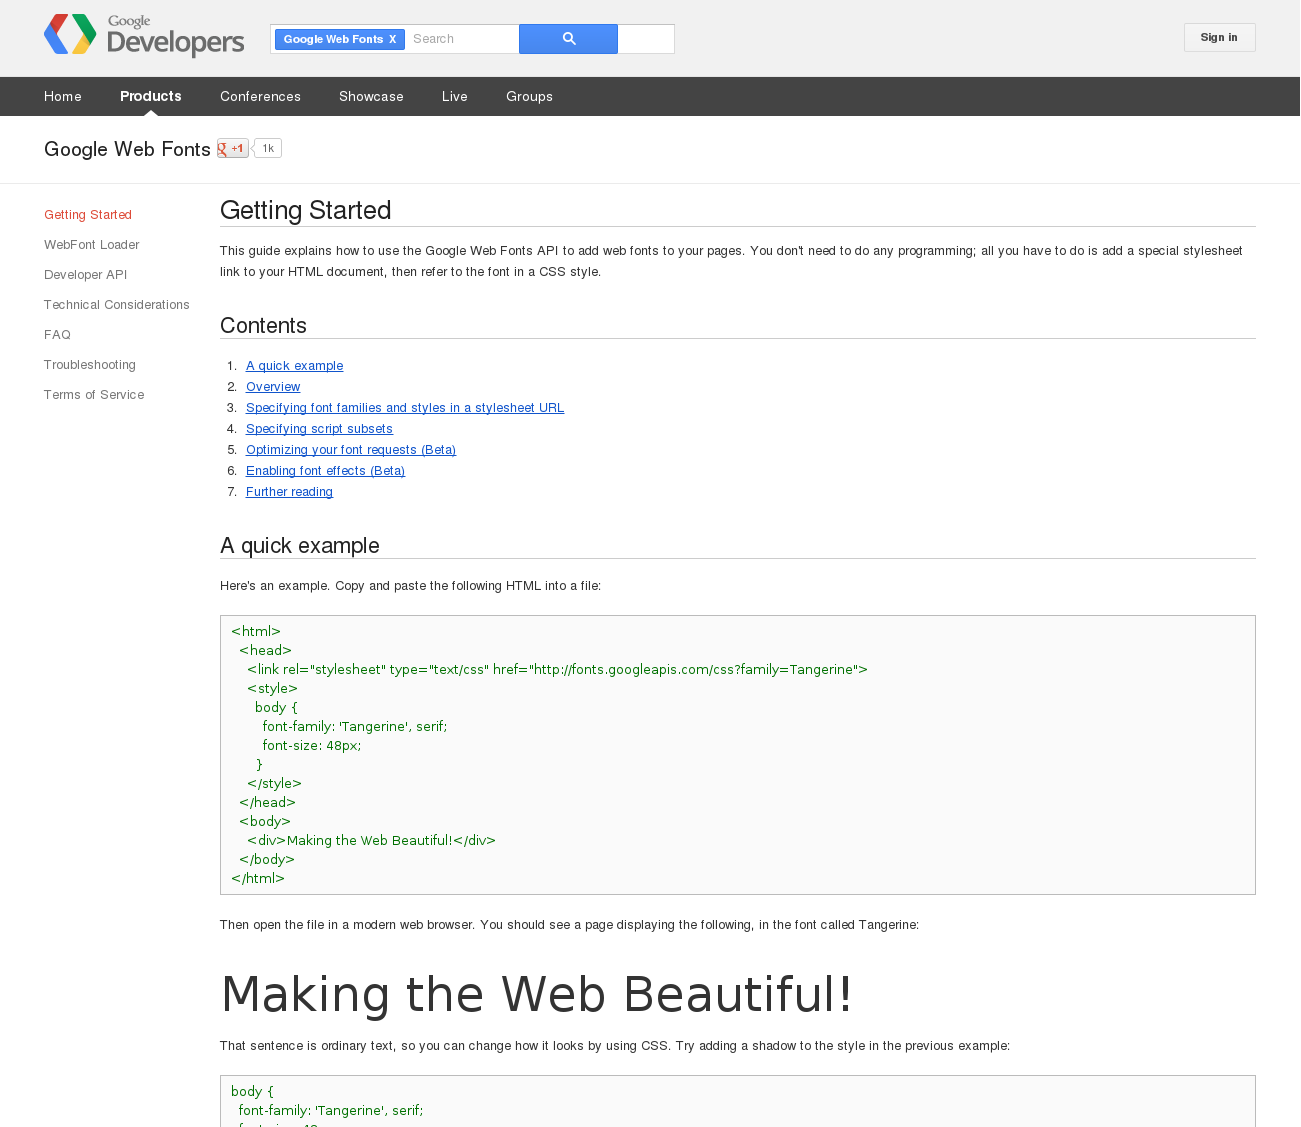 Google
Developers
Google Web Fonts X
Search
Sign in
Home Products Conferences Showcase Live Groups
Google Web Fonts
g +1
1k
Getting Started
WebFont Loader
Developer API
Technical Considerations
FAQ
Troubleshooting
Terms of Service
Getting Started
This guide explains how to use the Google Web Fonts API to add web fonts to your pages. You don't need to do any programming; all you have to do is add a special stylesheet
link to your HTML document, then refer to the font in a CSS style.
Contents
1. A quick example
2. Overview
3. Specifying font families and styles in a stylesheet URL
4. Specifying script subsets
5. Optimizing your font requests (Beta)
6. Enabling font effects (Beta)
7. Further reading
A quick example
Here's an example. Copy and paste the following HTML into a file:
<html>
  <head>
    <link rel="stylesheet" type="text/css" href="http://fonts.googleapis.com/css?family=Tangerine">
    <style>
      body {
        font-family: 'Tangerine', serif;
        font-size: 48px;
      }
    </style>
  </head>
  <body>
    <div>Making the Web Beautiful!</div>
  </body>
</html>
Then open the file in a modern web browser. You should see a page displaying the following, in the font called Tangerine:
Making the Web Beautiful!
That sentence is ordinary text, so you can change how it looks by using CSS. Try adding a shadow to the style in the previous example:
body {
  font-family: 'Tangerine', serif;